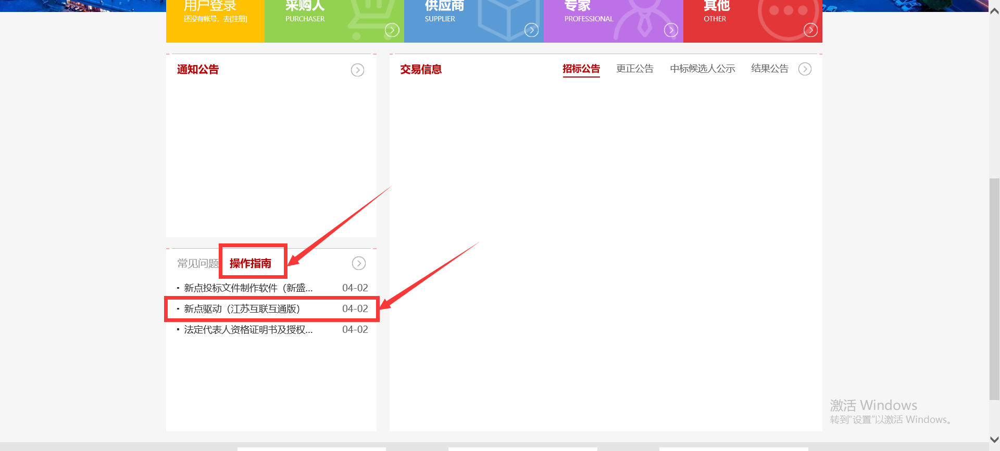 用户登录
还没有帐号，去[注册]
采购人
PURCHASER
供应商
SUPPLIER
专家
PROFESSIONAL
其他
OTHER
通知公告
交易信息 招标公告 更正公告 中标候选人公示 结果公告
常见问题 操作指南
新点投标文件制作软件（新盛... 04-02
新点驱动（江苏互联互通版） 04-02
法定代表人资格证明书及授权... 04-02
激活 Windows
转到“设置”以激活 Windows。